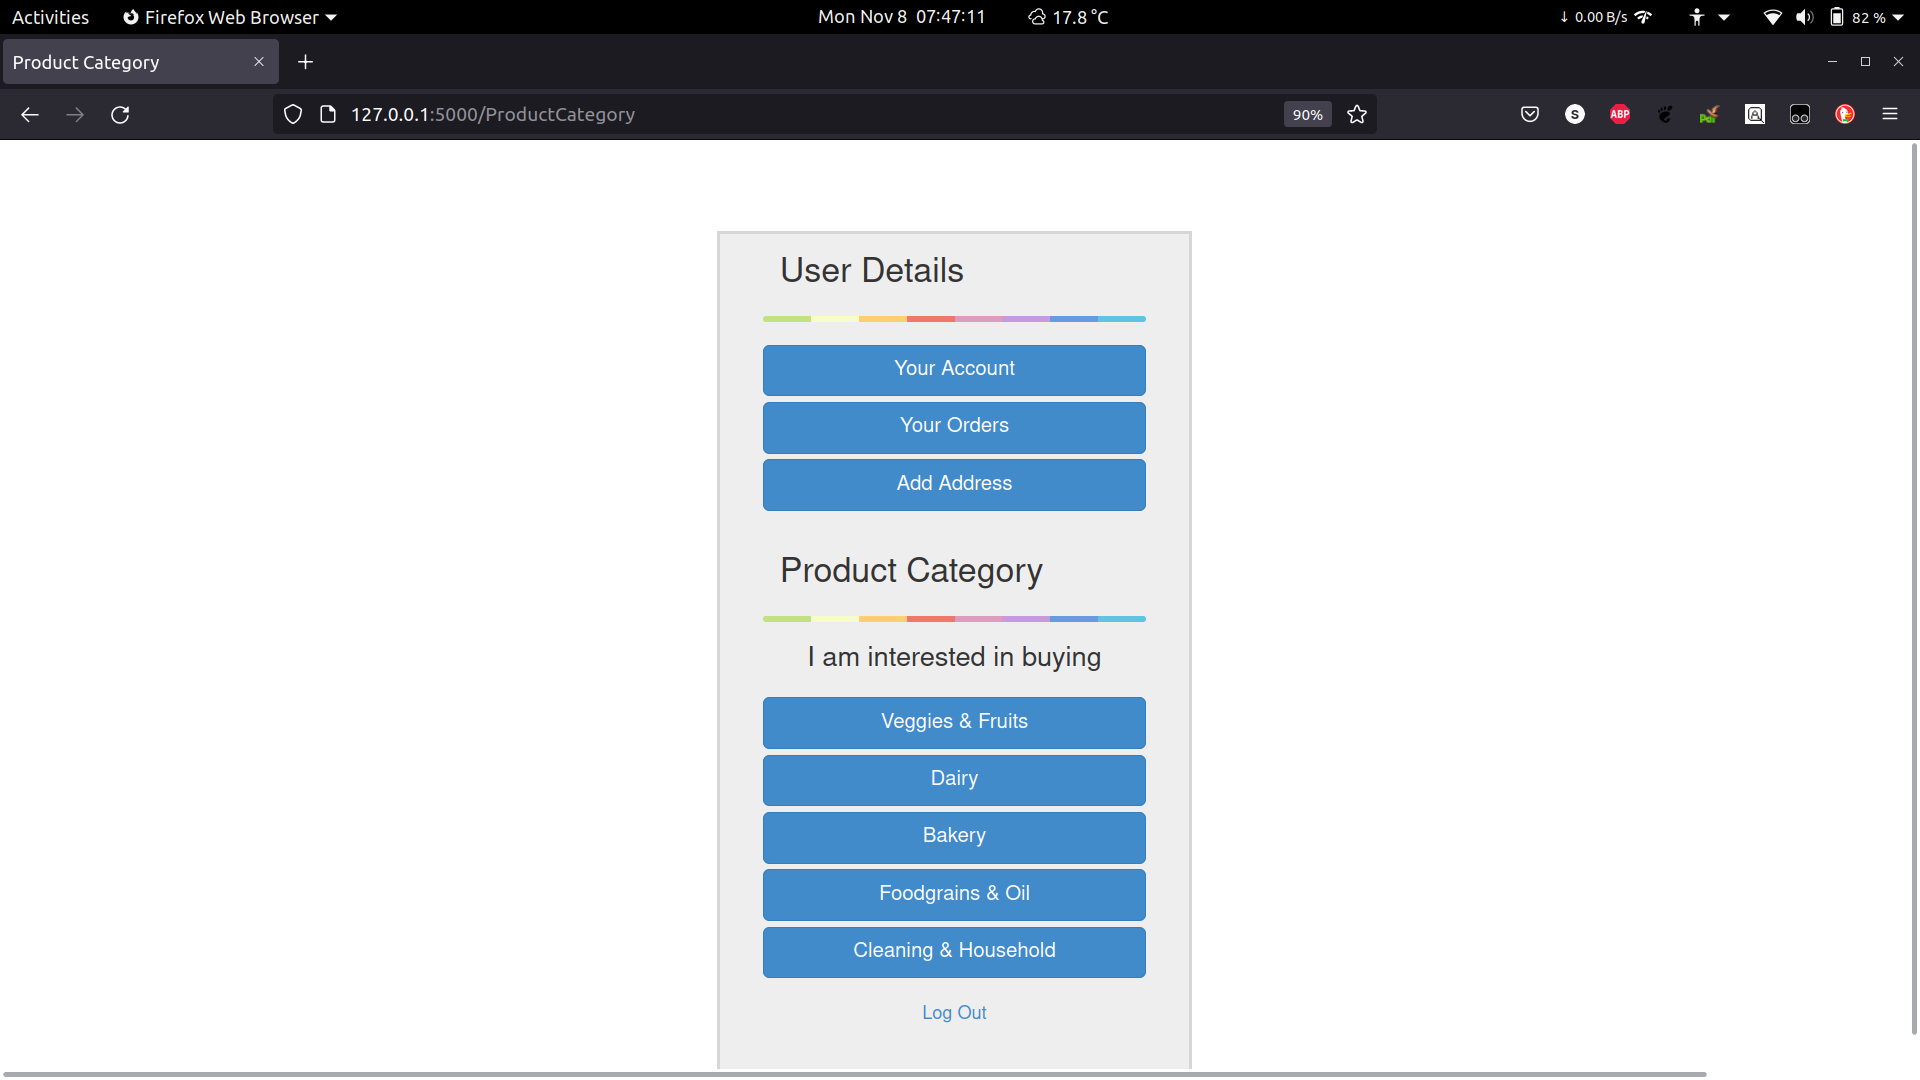 Activities Firefox Web Browser Mon Nov 8 07:47:11 17.8 °C ↓ 0.00 B/s 82 %
Product Category
127.0.0.1:5000/ProductCategory 90% S ABP
User Details
Your Account
Your Orders
Add Address
Product Category
I am interested in buying
Veggies & Fruits
Dairy
Bakery
Foodgrains & Oil
Cleaning & Household
Log Out